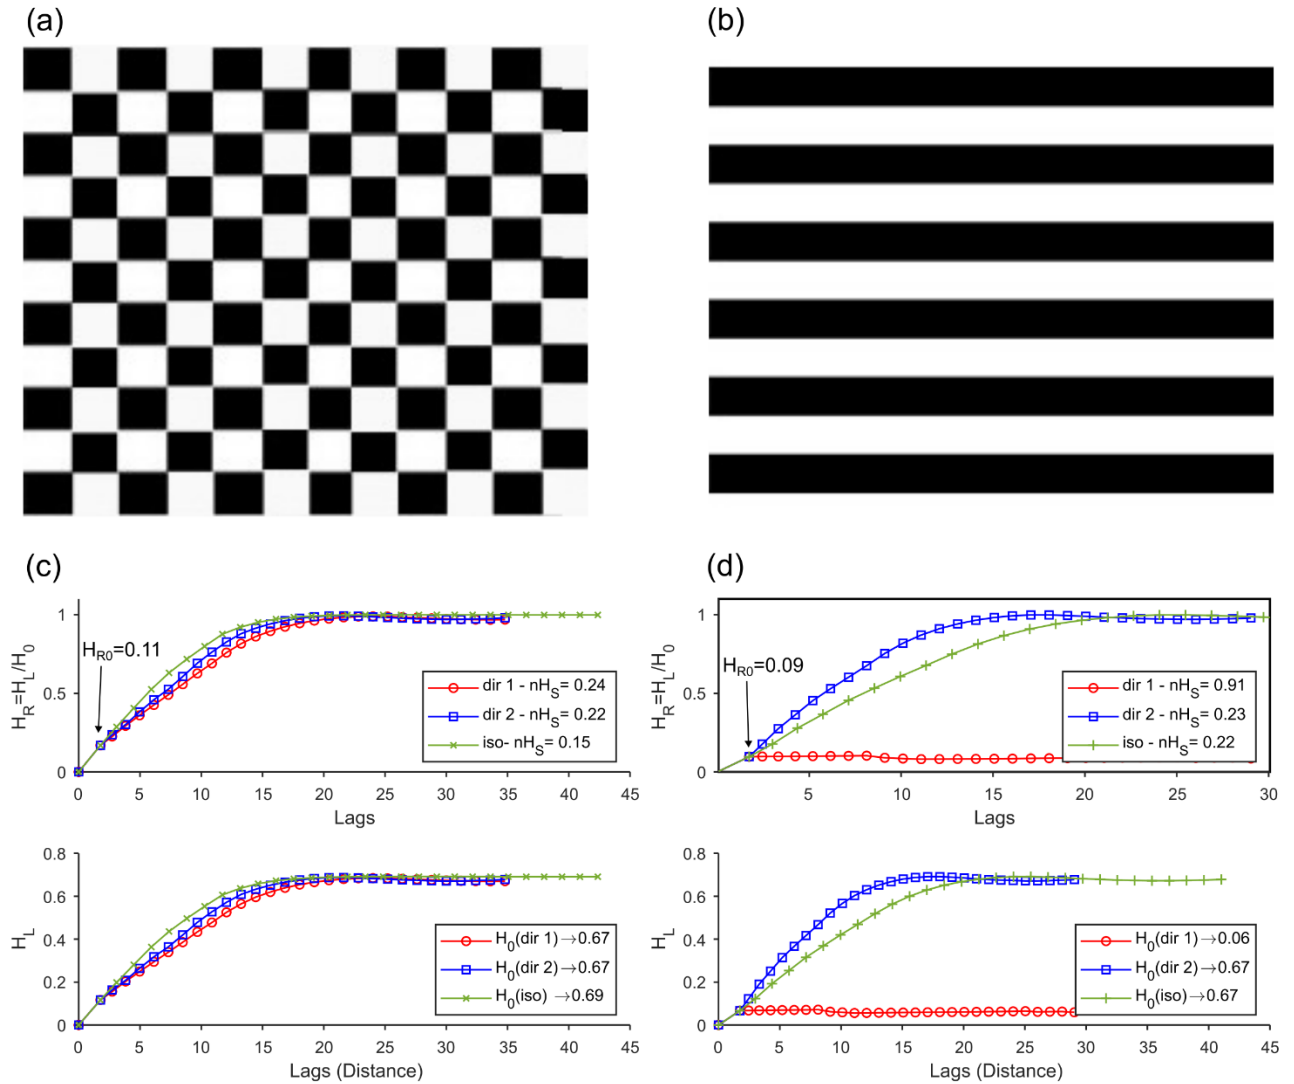 (a)
(b)
(c)
H_R=H_L/H_0
1
0.5
0
H_R0=0.11
dir 1 - nH_S= 0.24
dir 2 - nH_S= 0.22
iso- nH_S= 0.15
0 5 10 15 20 25 30 35 40 45
Lags
(d)
H_R=H_L/H_0
1
0.5
0
H_R0=0.09
dir 1 - nH_S= 0.91
dir 2 - nH_S= 0.23
iso - nH_S= 0.22
5 10 15 20 25 30
Lags
H_L
0.8
0.6
0.4
0.2
0
H_0(dir 1)→0.67
H_0(dir 2)→0.67
H_0(iso) →0.69
0 5 10 15 20 25 30 35 40 45
Lags (Distance)
H_L
0.8
0.6
0.4
0.2
0
H_0(dir 1)→0.06
H_0(dir 2)→0.67
H_0(iso)→0.67
0 5 10 15 20 25 30 35 40 45
Lags (Distance)